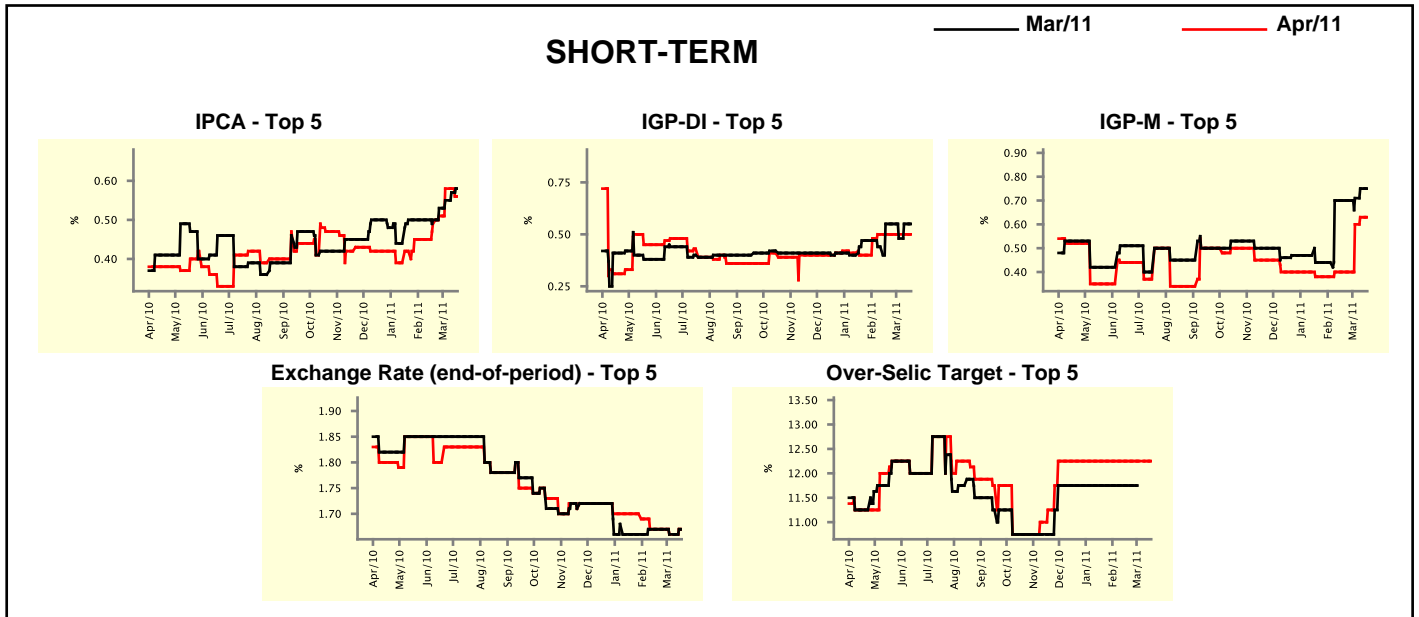 Mar/11 Apr/11
SHORT-TERM
IPCA - Top 5
%
0.60
0.50
0.40
Apr/10 May/10 Jun/10 Jul/10 Aug/10 Sep/10 Oct/10 Nov/10 Dec/10 Jan/11 Feb/11 Mar/11
IGP-DI - Top 5
%
0.75
0.50
0.25
Apr/10 May/10 Jun/10 Jul/10 Aug/10 Sep/10 Oct/10 Nov/10 Dec/10 Jan/11 Feb/11 Mar/11
IGP-M - Top 5
%
0.90
0.80
0.70
0.60
0.50
0.40
Apr/10 May/10 Jun/10 Jul/10 Aug/10 Sep/10 Oct/10 Nov/10 Dec/10 Jan/11 Feb/11 Mar/11
Exchange Rate (end-of-period) - Top 5
%
1.90
1.85
1.80
1.75
1.70
Apr/10 May/10 Jun/10 Jul/10 Aug/10 Sep/10 Oct/10 Nov/10 Dec/10 Jan/11 Feb/11 Mar/11
Over-Selic Target - Top 5
%
13.50
13.00
12.50
12.00
11.50
11.00
Apr/10 May/10 Jun/10 Jul/10 Aug/10 Sep/10 Oct/10 Nov/10 Dec/10 Jan/11 Feb/11 Mar/11